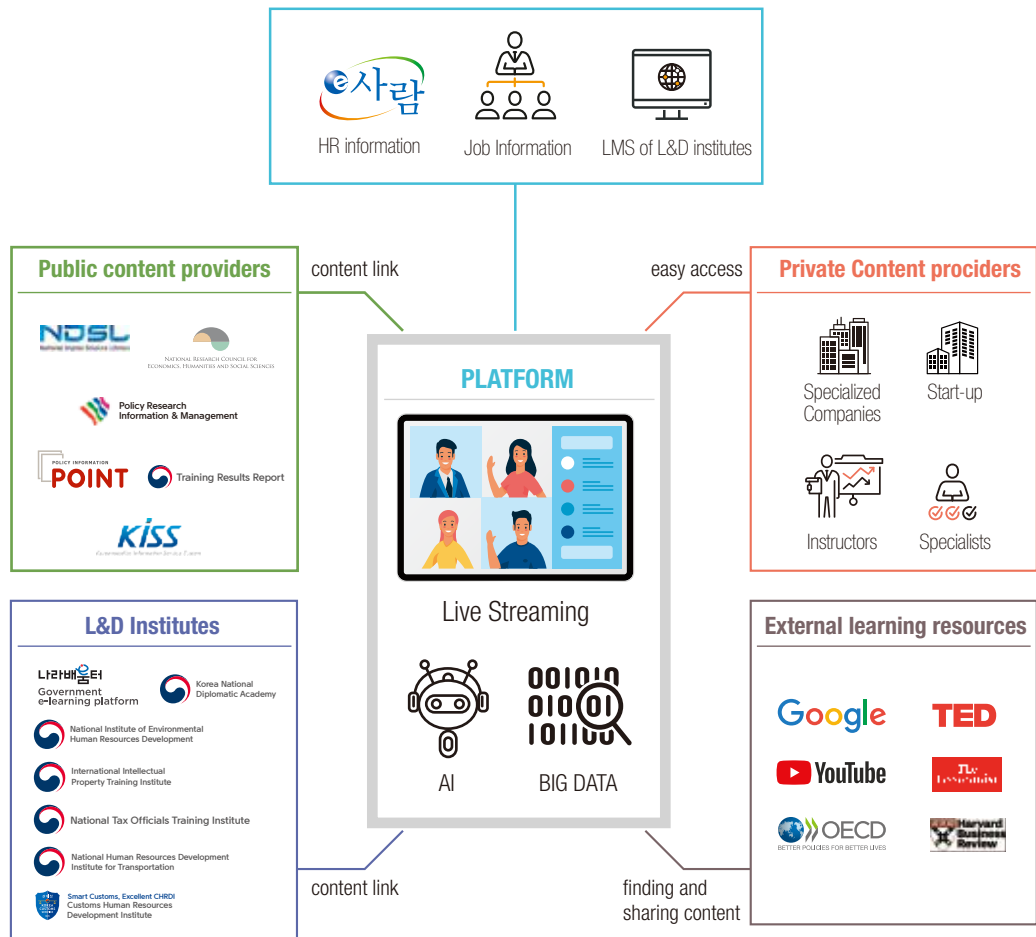 e사람
HR information
Job Information
LMS of L&D institutes
Public content providers
content link
easy access
Private Content prociders
NDSL
NATIONAL RESEARCH COUNCIL FOR
ECONOMICS, HUMANITIES AND SOCIAL SCIENCES
Policy Research
Information & Management
POLICY INFORMATION
POINT
Training Results Report
KISS
PLATFORM
Live Streaming
AI
001010
01001
01100
BIG DATA
Specialized
Companies
Start-up
Instructors
Specialists
L&D Institutes
나라배움터
Government
e-learning platform
Korea National
Diplomatic Academy
National Institute of Environmental
Human Resources Development
International Intellectual
Property Training Institute
National Tax Officials Training Institute
National Human Resources Development
Institute for Transportation
Smart Customs, Excellent CHRDI
Customs Human Resources
Development Institute
content link
finding and
sharing content
External learning resources
Google
TED
YouTube
The
Economist
OECD
BETTER POLICIES FOR BETTER LIVES
Harvard
Business
Review